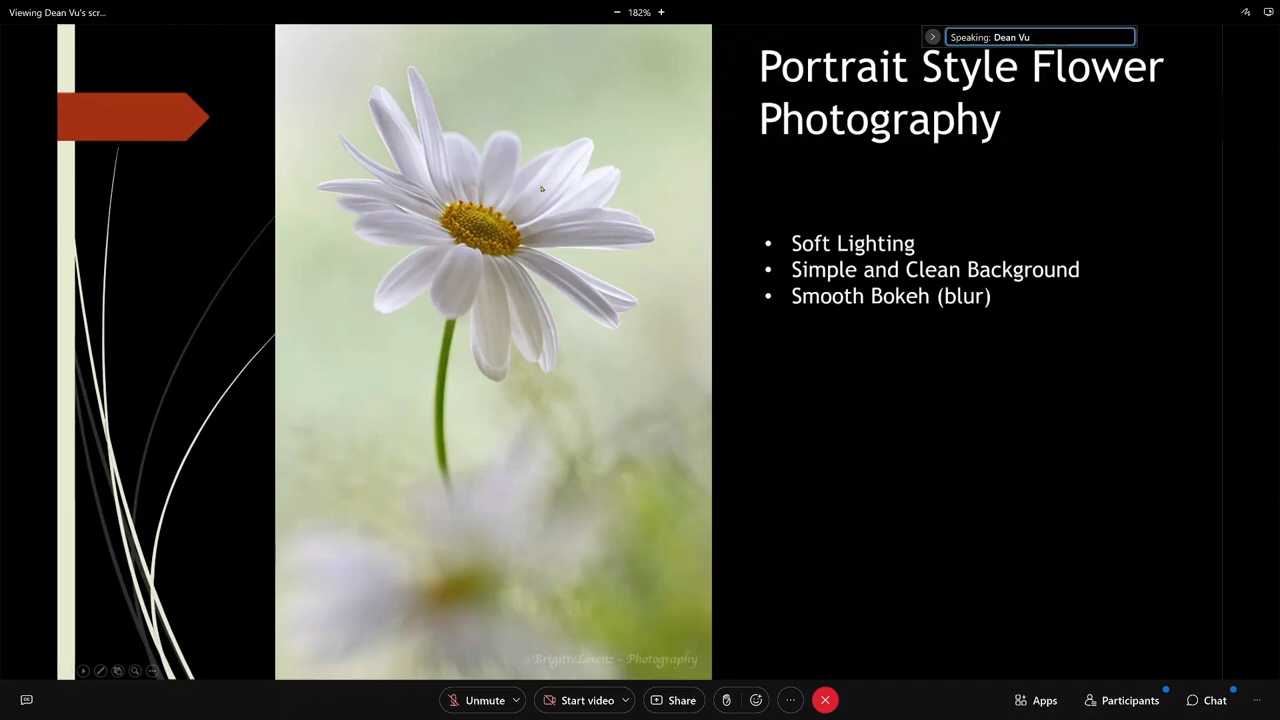 Viewing Dean Vu's scr...
182%
Speaking: Dean Vu
Portrait Style Flower
Photography
• Soft Lighting
• Simple and Clean Background
• Smooth Bokeh (blur)
©BrigitteLorenz - Photography
Unmute
Start video
Share
Apps
Participants
Chat